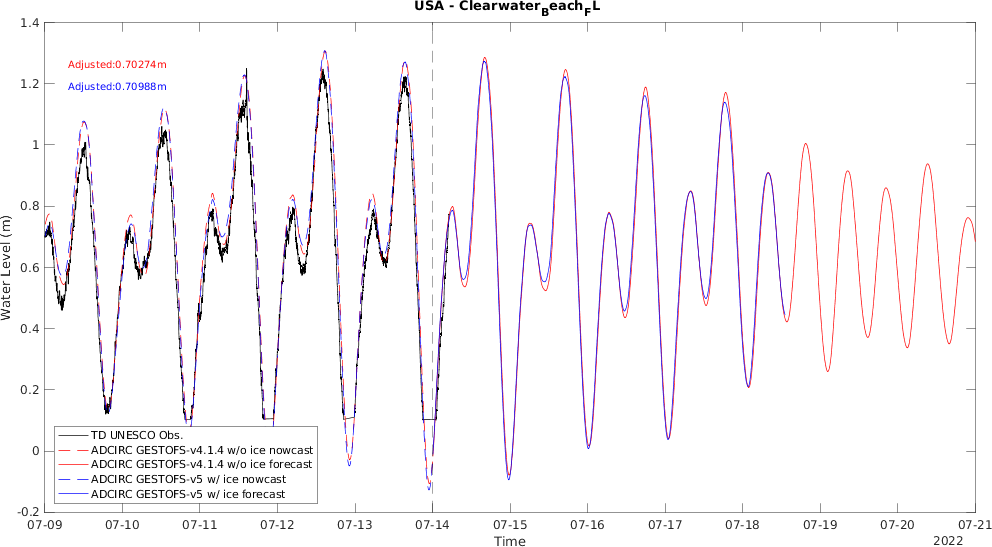 USA - Clearwater_Beach_FL
1.4
Adjusted:0.70274m
1.2
Adjusted:0.70988m
1
0.8
Water Level (m)
0.6
0.4
0.2
TD UNESCO Obs.
0
ADCIRC GESTOFS-v4.1.4 w/o ice nowcast
ADCIRC GESTOFS-v4.1.4 w/o ice forecast
ADCIRC GESTOFS-v5 w/ ice nowcast
ADCIRC GESTOFS-v5 w/ ice forecast
-0.2
07-09 07-10 07-11 07-12 07-13 07-14 07-15 07-16 07-17 07-18 07-19 07-20 07-21
Time
2022